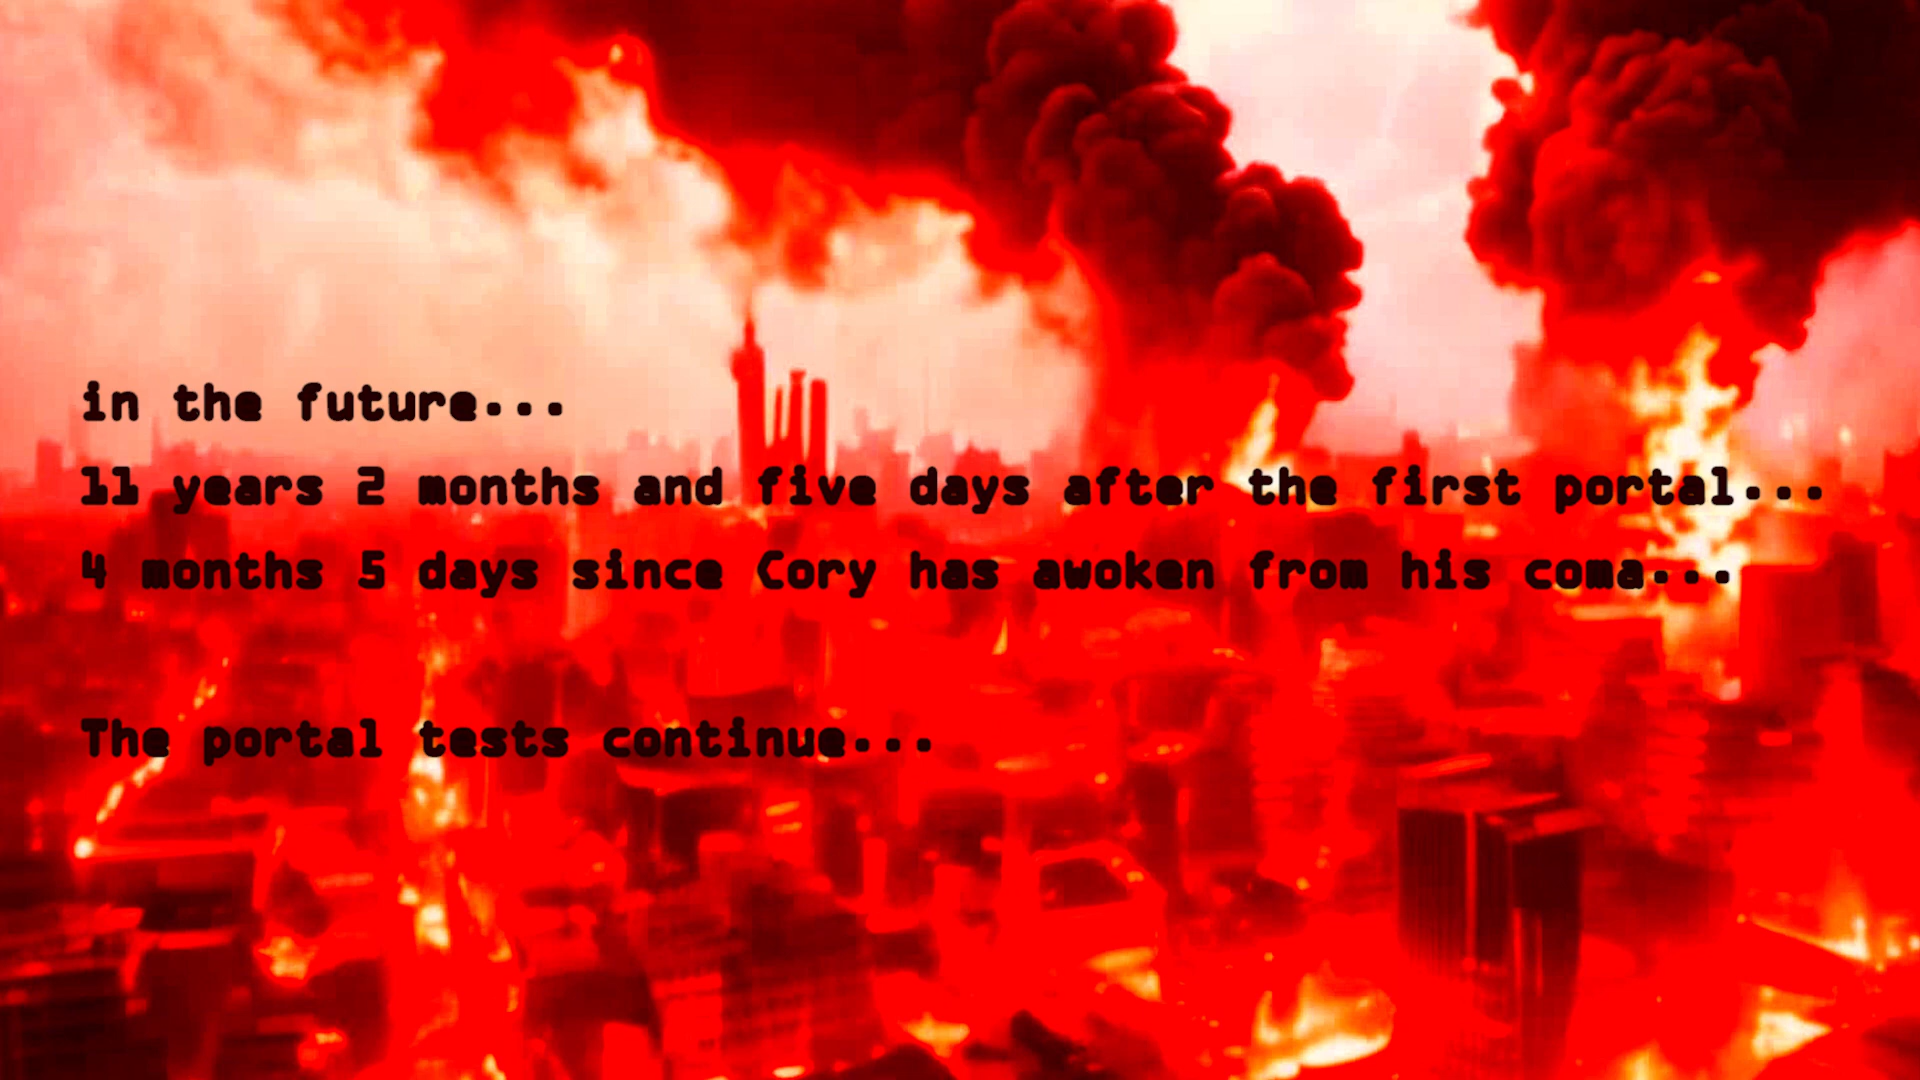 in the future...
11 years 2 months and five days after the first portal...
4 months 5 days since Cory has awoken from his coma...
The portal tests continue...